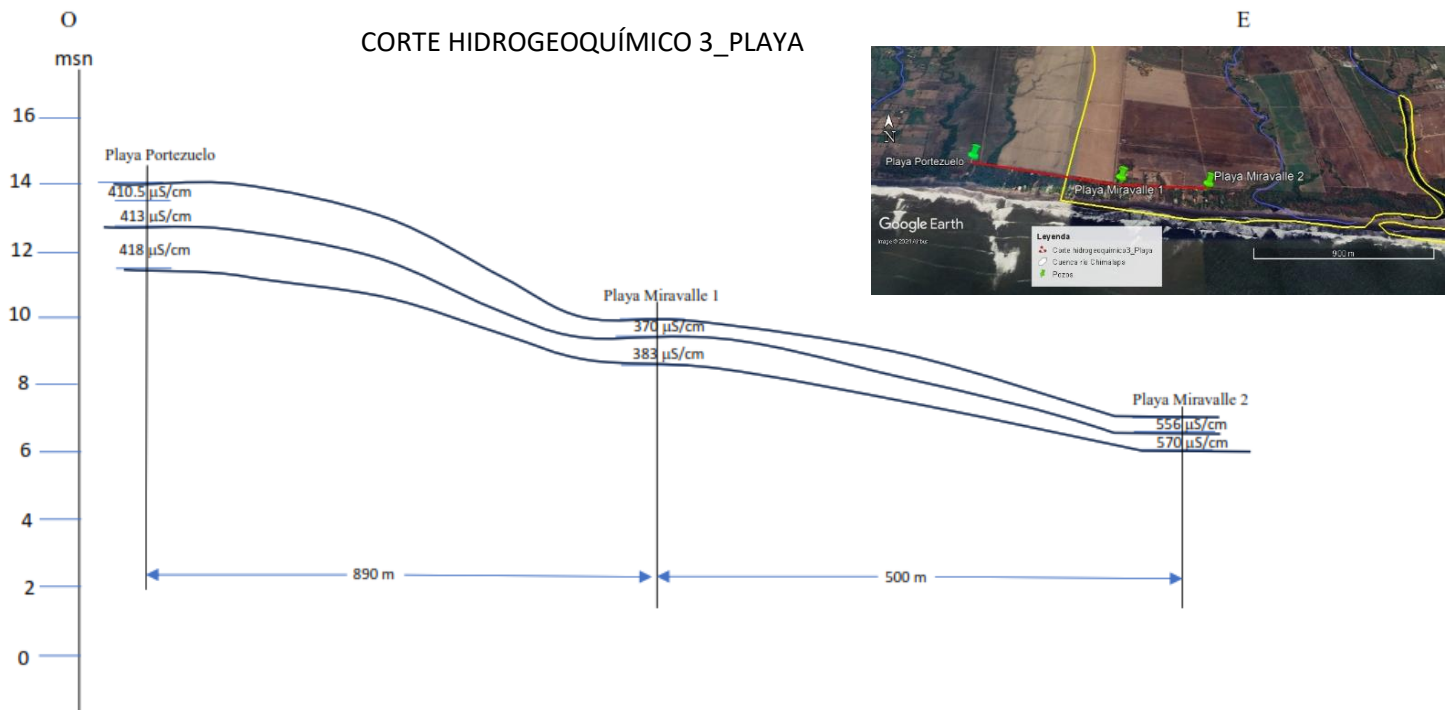 O
E
CORTE HIDROGEOQUÍMICO 3_PLAYA
msn
16
14
12
10
8
6
4
2
0
Playa Portezuelo
410.5 µS/cm
413 µS/cm
418 µS/cm
Playa Miravalle 1
370 µS/cm
383 µS/cm
Playa Miravalle 2
556 µS/cm
570 µS/cm
890 m
500 m
N
Playa Portezuelo
Playa Miravalle 1
Playa Miravalle 2
Google Earth
Image © 2021 Airbus
Leyenda
Corte hidrogeoquímico3_Playa
Cuenca río Chimalapa
Pozos
900 m